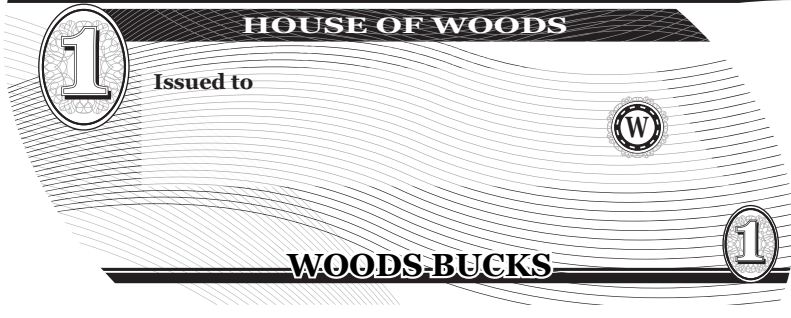 HOUSE OF WOODS
1
Issued to
W
1
WOODS BUCKS